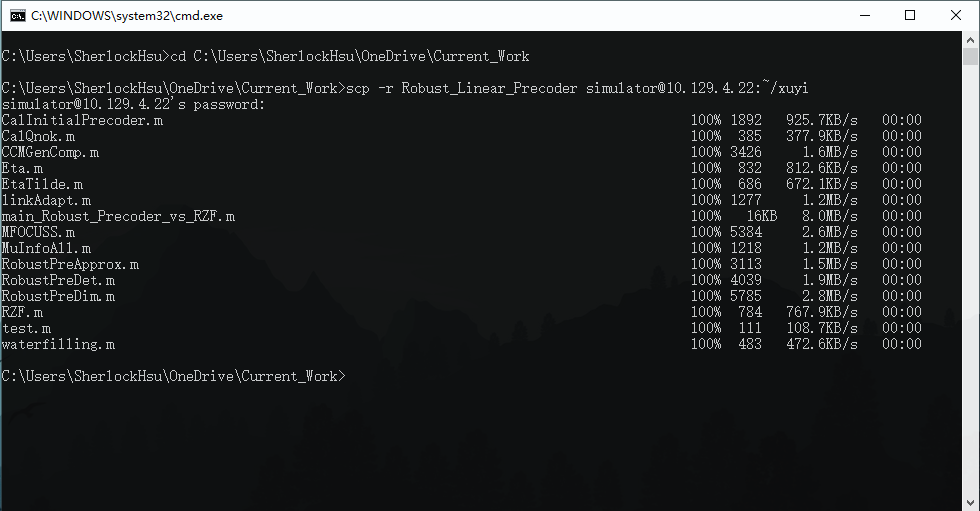 C:\WINDOWS\system32\cmd.exe
C:\Users\SherlockHsu>cd C:\Users\SherlockHsu\OneDrive\Current_Work
C:\Users\SherlockHsu\OneDrive\Current_Work>scp -r Robust_Linear_Precoder simulator@10.129.4.22:~/xuyi
simulator@10.129.4.22's password:
CalInitialPrecoder.m 100% 1892 925.7KB/s 00:00
CalQnok.m 100% 385 377.9KB/s 00:00
CCMGenComp.m 100% 3426 1.6MB/s 00:00
Eta.m 100% 832 812.6KB/s 00:00
EtaTilde.m 100% 686 672.1KB/s 00:00
linkAdapt.m 100% 1277 1.2MB/s 00:00
main_Robust_Precoder_vs_RZF.m 100% 16KB 8.0MB/s 00:00
MFOCUSS.m 100% 5384 2.6MB/s 00:00
MuInfoAll.m 100% 1218 1.2MB/s 00:00
RobustPreApprox.m 100% 3113 1.5MB/s 00:00
RobustPreDet.m 100% 4039 1.9MB/s 00:00
RobustPreDim.m 100% 5785 2.8MB/s 00:00
RZF.m 100% 784 767.9KB/s 00:00
test.m 100% 111 108.7KB/s 00:00
waterfilling.m 100% 483 472.6KB/s 00:00
C:\Users\SherlockHsu\OneDrive\Current_Work>